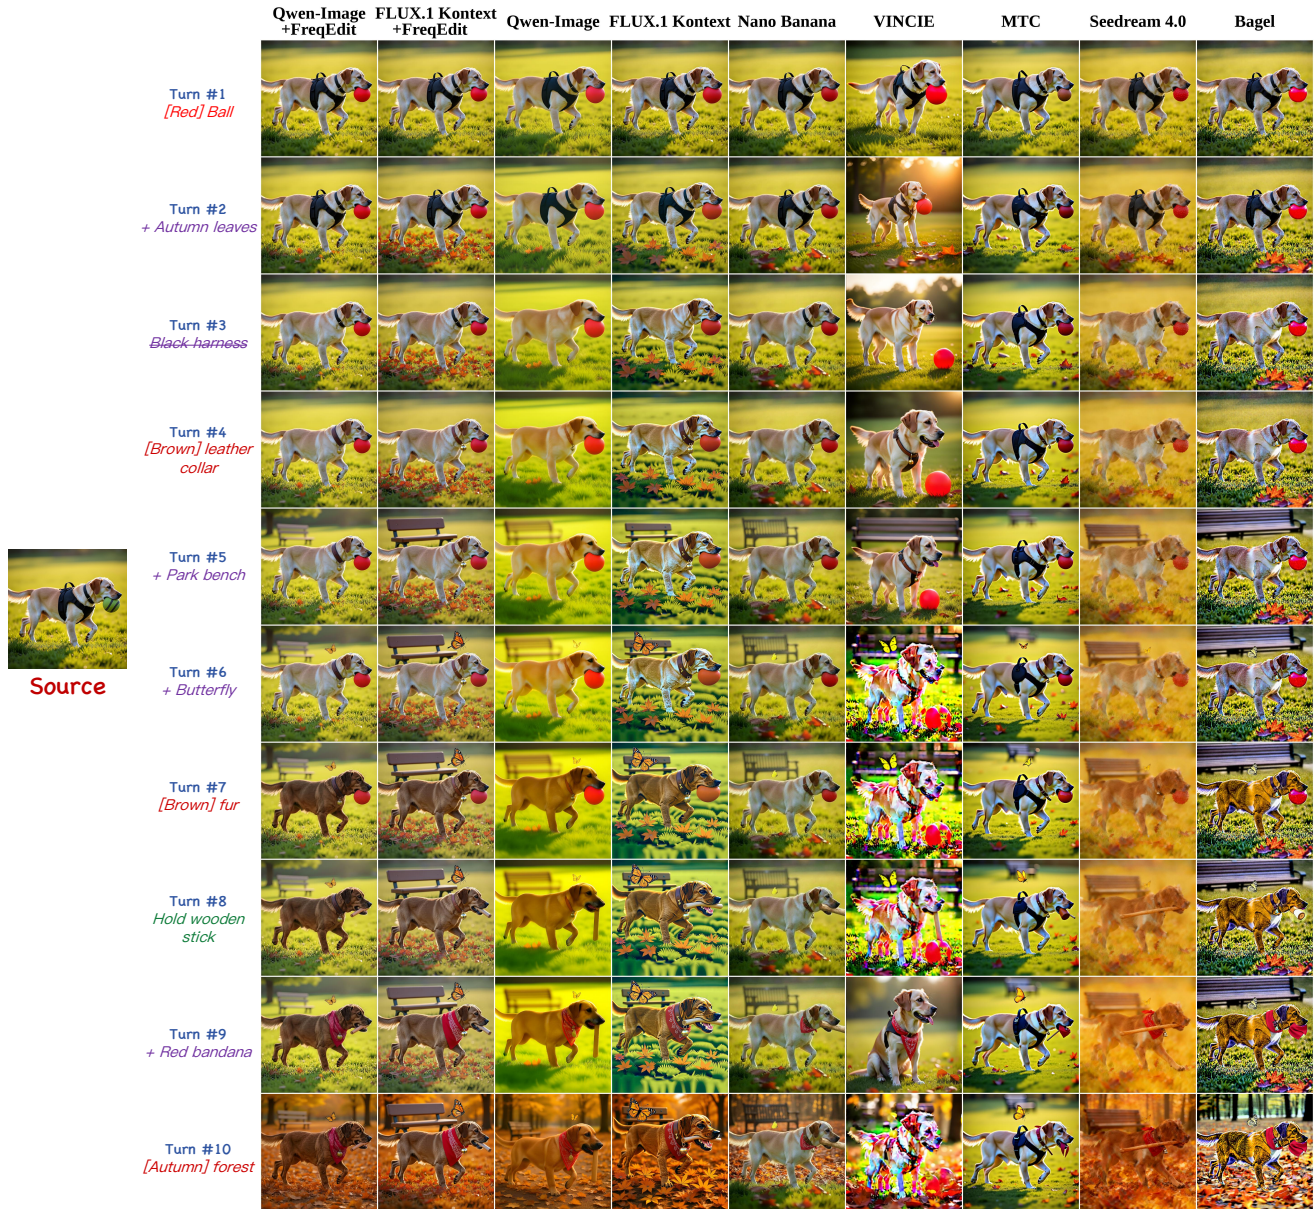 Qwen-Image
+FreqEdit
FLUX.1 Kontext
+FreqEdit
Qwen-Image
FLUX.1 Kontext
Nano Banana
VINCIE
MTC
Seedream 4.0
Bagel
Turn #1
[Red] Ball
Turn #2
+ Autumn leaves
Turn #3
Black harness
Turn #4
[Brown] leather
collar
Turn #5
+ Park bench
Source
Turn #6
+ Butterfly
Turn #7
[Brown] fur
Turn #8
Hold wooden
stick
Turn #9
+ Red bandana
Turn #10
[Autumn] forest